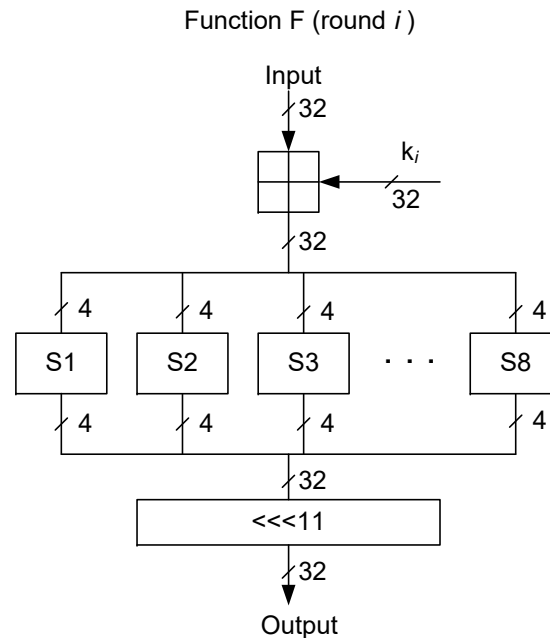 Function F (round i)
Input
32
k_i
32
32
4 4 4 4
S1 S2 S3 . . . S8
4 4 4 4
32
<<<11
32
Output